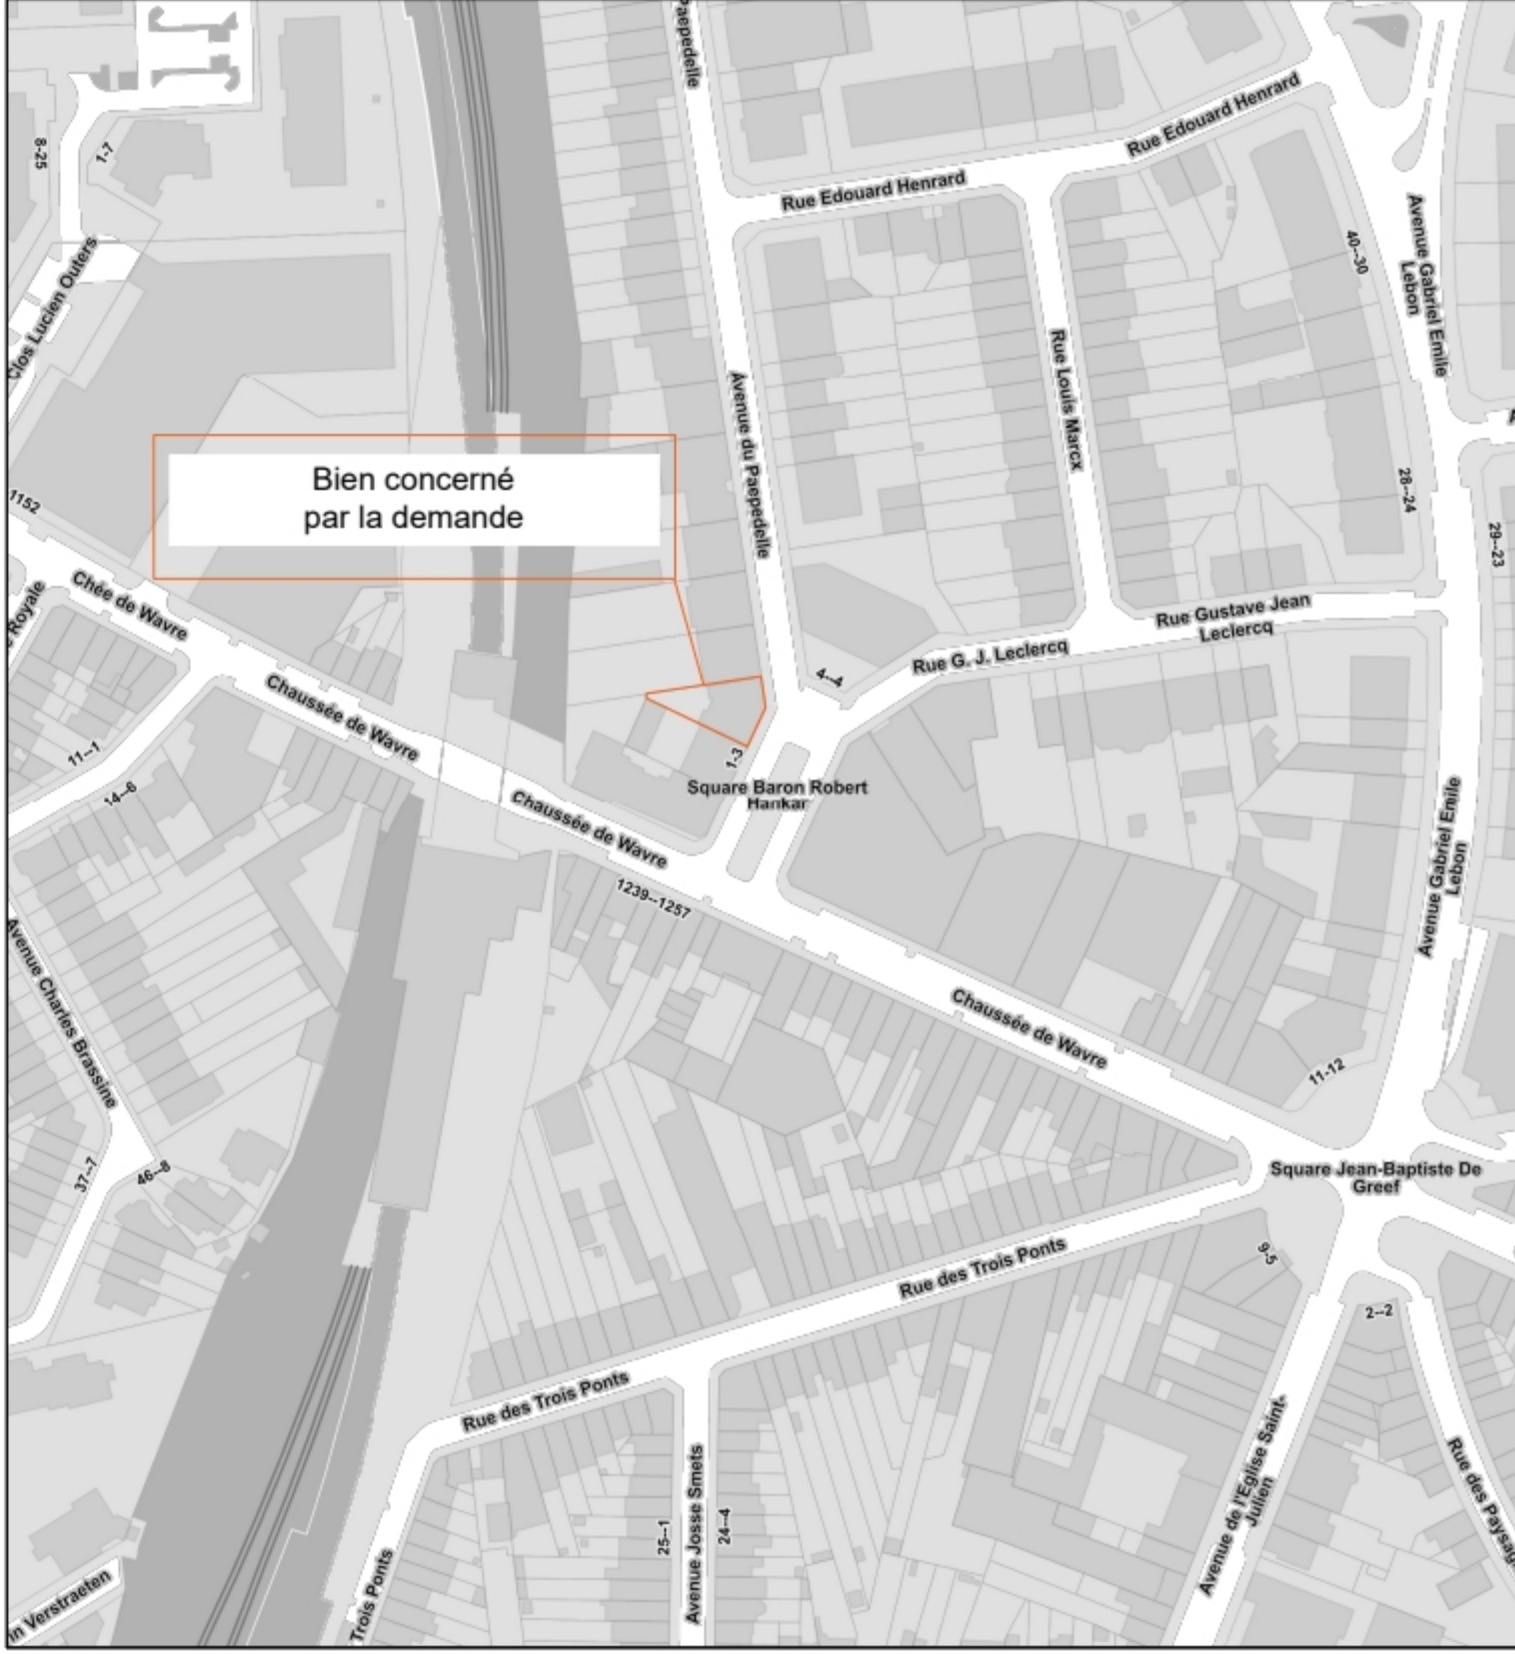 Paepedelle
Rue Edouard Henrard
Rue Edouard Henrard
8-25
1-7
Avenue Gabriel Emile
Lebon
40--30
Clos Lucien Outers
Rue Louis Marcx
Avenue du Paepedelle
Bien concerné
par la demande
28--24
1152
29--23
Chée de Wavre
Royale
Rue Gustave Jean
Leclercq
Rue G. J. Leclercq
4--4
Chaussée de Wavre
11--1
14--6
1-3
Square Baron Robert
Hankar
Chaussée de Wavre
1239--1257
Avenue Gabriel Emile
Lebon
Avenue Charles Brassine
Chaussée de Wavre
11-12
37--7
46--8
Square Jean-Baptiste De
Greef
Rue des Trois Ponts
9-5
2--2
Rue des Trois Ponts
Avenue de l'Eglise Saint-
Julien
Rue des Paysag
Avenue Josse Smets
25--1
24--4
Trois Ponts
in Verstraeten